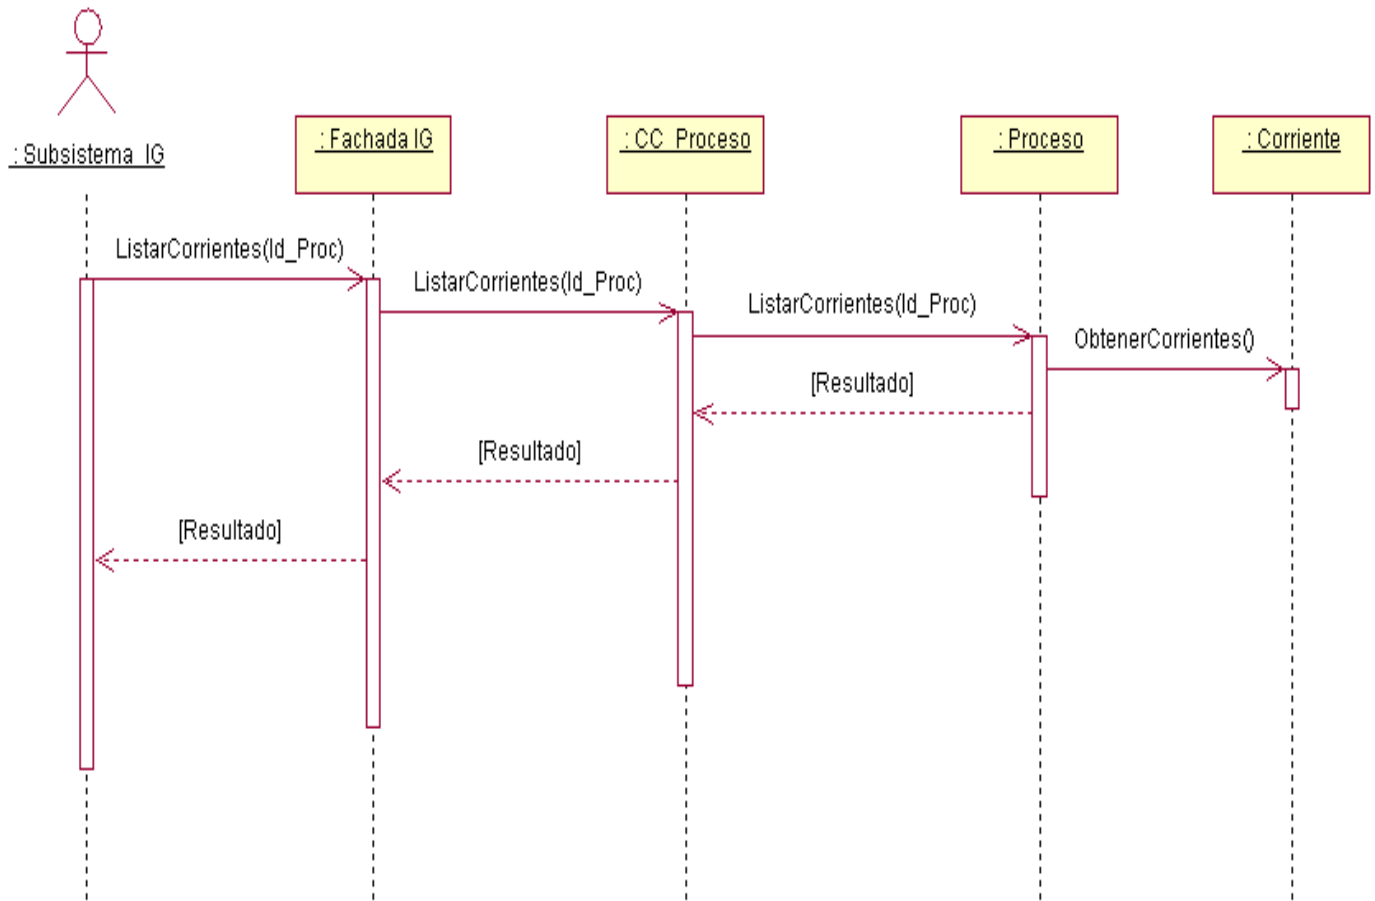 : Subsistema_IG
: Fachada IG
: CC_Proceso
: Proceso
: Corriente
ListarCorrientes(Id_Proc)
ListarCorrientes(Id_Proc)
ListarCorrientes(Id_Proc)
ObtenerCorrientes()
[Resultado]
[Resultado]
[Resultado]